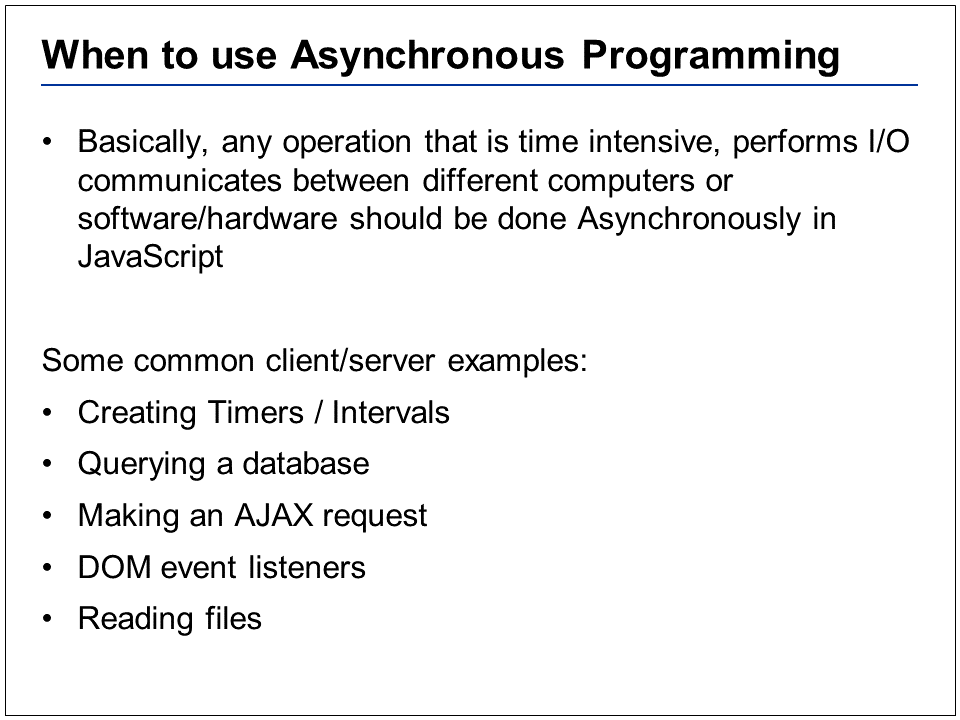 When to use Asynchronous Programming
• Basically, any operation that is time intensive, performs I/O
communicates between different computers or
software/hardware should be done Asynchronously in
JavaScript
Some common client/server examples:
• Creating Timers / Intervals
• Querying a database
• Making an AJAX request
• DOM event listeners
• Reading files